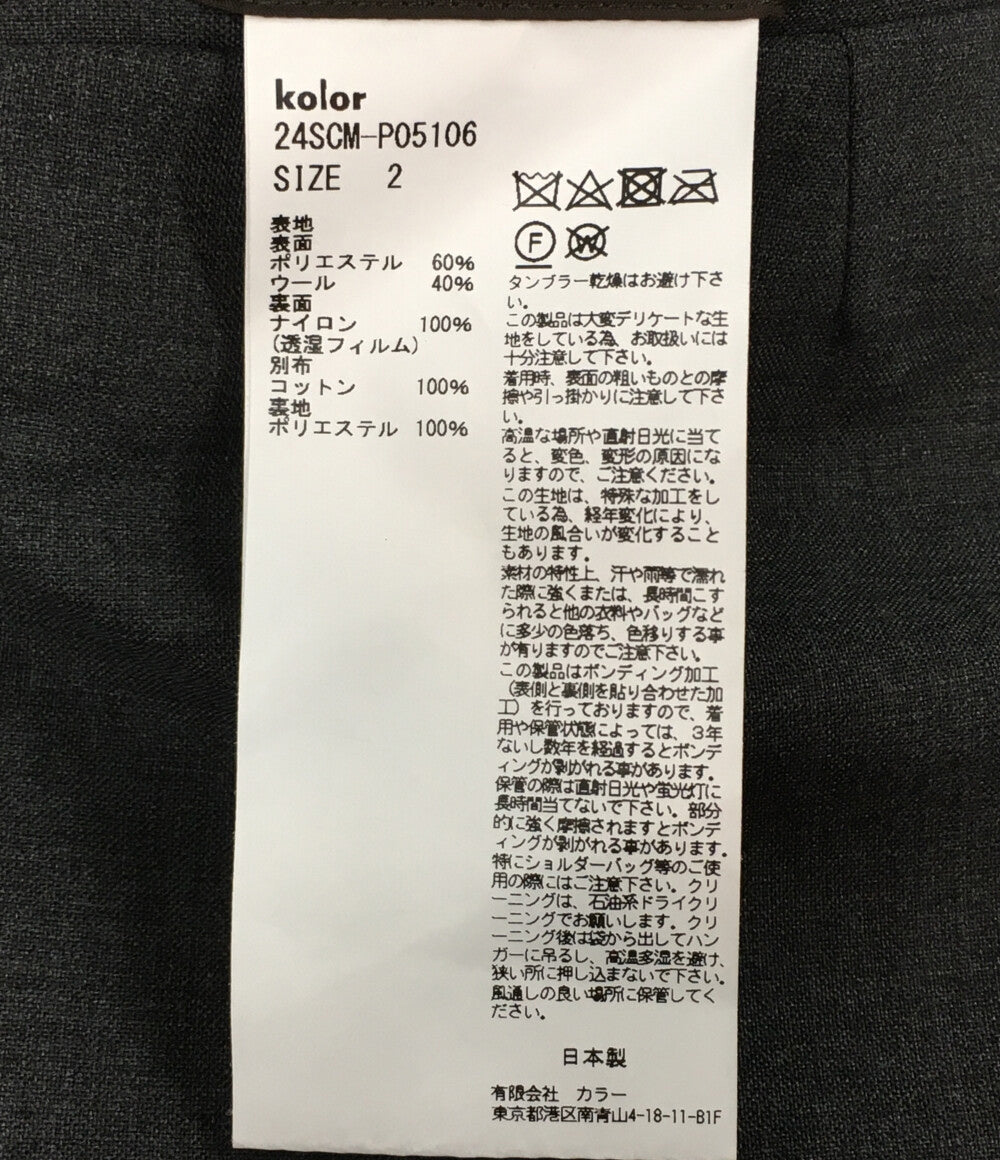 kolor
24SCM-P05106
SIZE 2
表地
表面
ポリエステル 60%
ウール 40%
裏面
ナイロン 100%
(透湿フィルム)
別布
コットン 100%
裏地
ポリエステル 100%
F
W
タンブラー乾燥はお避け下さ
い。
この製品は大変デリケートな生
地をしている為、お取扱いには
十分注意して下さい。
着用時、表面の粗いものとの摩
擦や引っ掛かりに注意して下さ
い。
高温な場所や直射日光に当て
ると、変色、変形の原因にな
りますので、ご注意ください。
この生地は、特殊な加工をし
ている為、経年変化により、
生地の風合いが変化すること
もあります。
素材の特性上、汗や雨等で濡れ
た際に強くまたは、長時間こす
られると他の衣料やバッグなど
に多少の色落ち、色移りする事
が有りますのでご注意下さい。
この製品はボンディング加工
(表側と裏側を貼り合わせた加
工)を行っておりますので、着
用や保管状態によっては、3年
ないし数年を経過するとボンデ
ィングが剥がれる事があります。
保管の際は直射日光や蛍光灯に
長時間当てないで下さい。部分
的に強く摩擦されますとボンデ
ィングが剥がれる事があります。
特にショルダーバッグ等のご使
用の際にはご注意下さい。クリ
ーニングは、石油系ドライクリ
ーニングでお願いします。クリ
ーニング後は袋から出してハン
ガーに吊るし、高温多湿を避け、
狭い所に押し込まないで下さい。
風通しの良い場所に保管してく
ださい。
日本製
有限会社 カラー
東京都港区南青山4-18-11-B1F